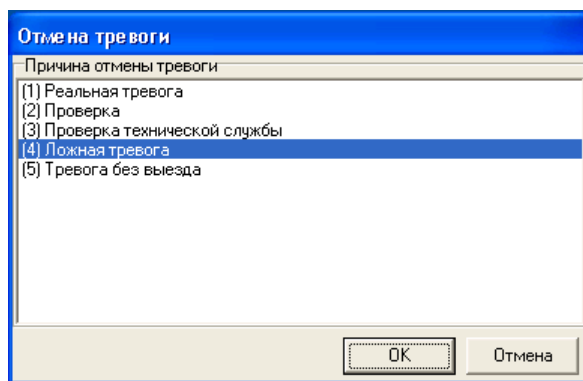 Отмена тревоги
Причина отмены тревоги
(1) Реальная тревога
(2) Проверка
(3) Проверка технической службы
(4) Ложная тревога
(5) Тревога без выезда
OK
Отмена